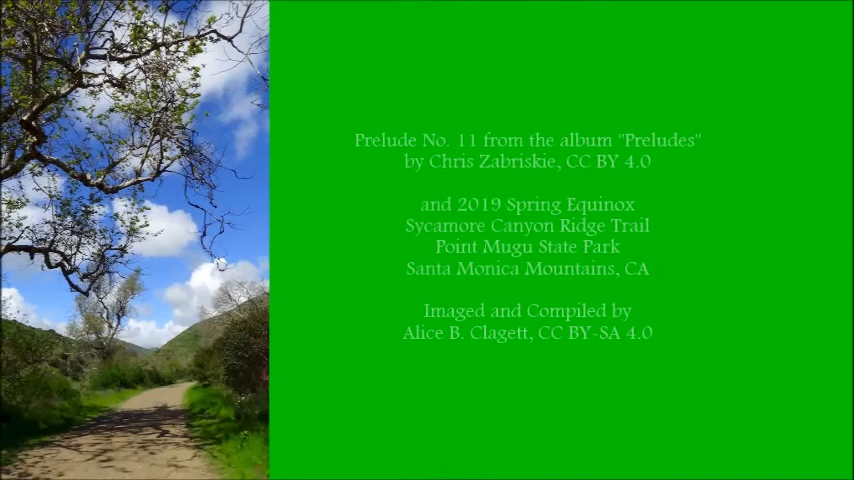 Prelude No. 11 from the album "Preludes"
by Chris Zabriskie, CC BY 4.0
and 2019 Spring Equinox
Sycamore Canyon Ridge Trail
Point Mugu State Park
Santa Monica Mountains, CA
Imaged and Compiled by
Alice B. Clagett, CC BY-SA 4.0